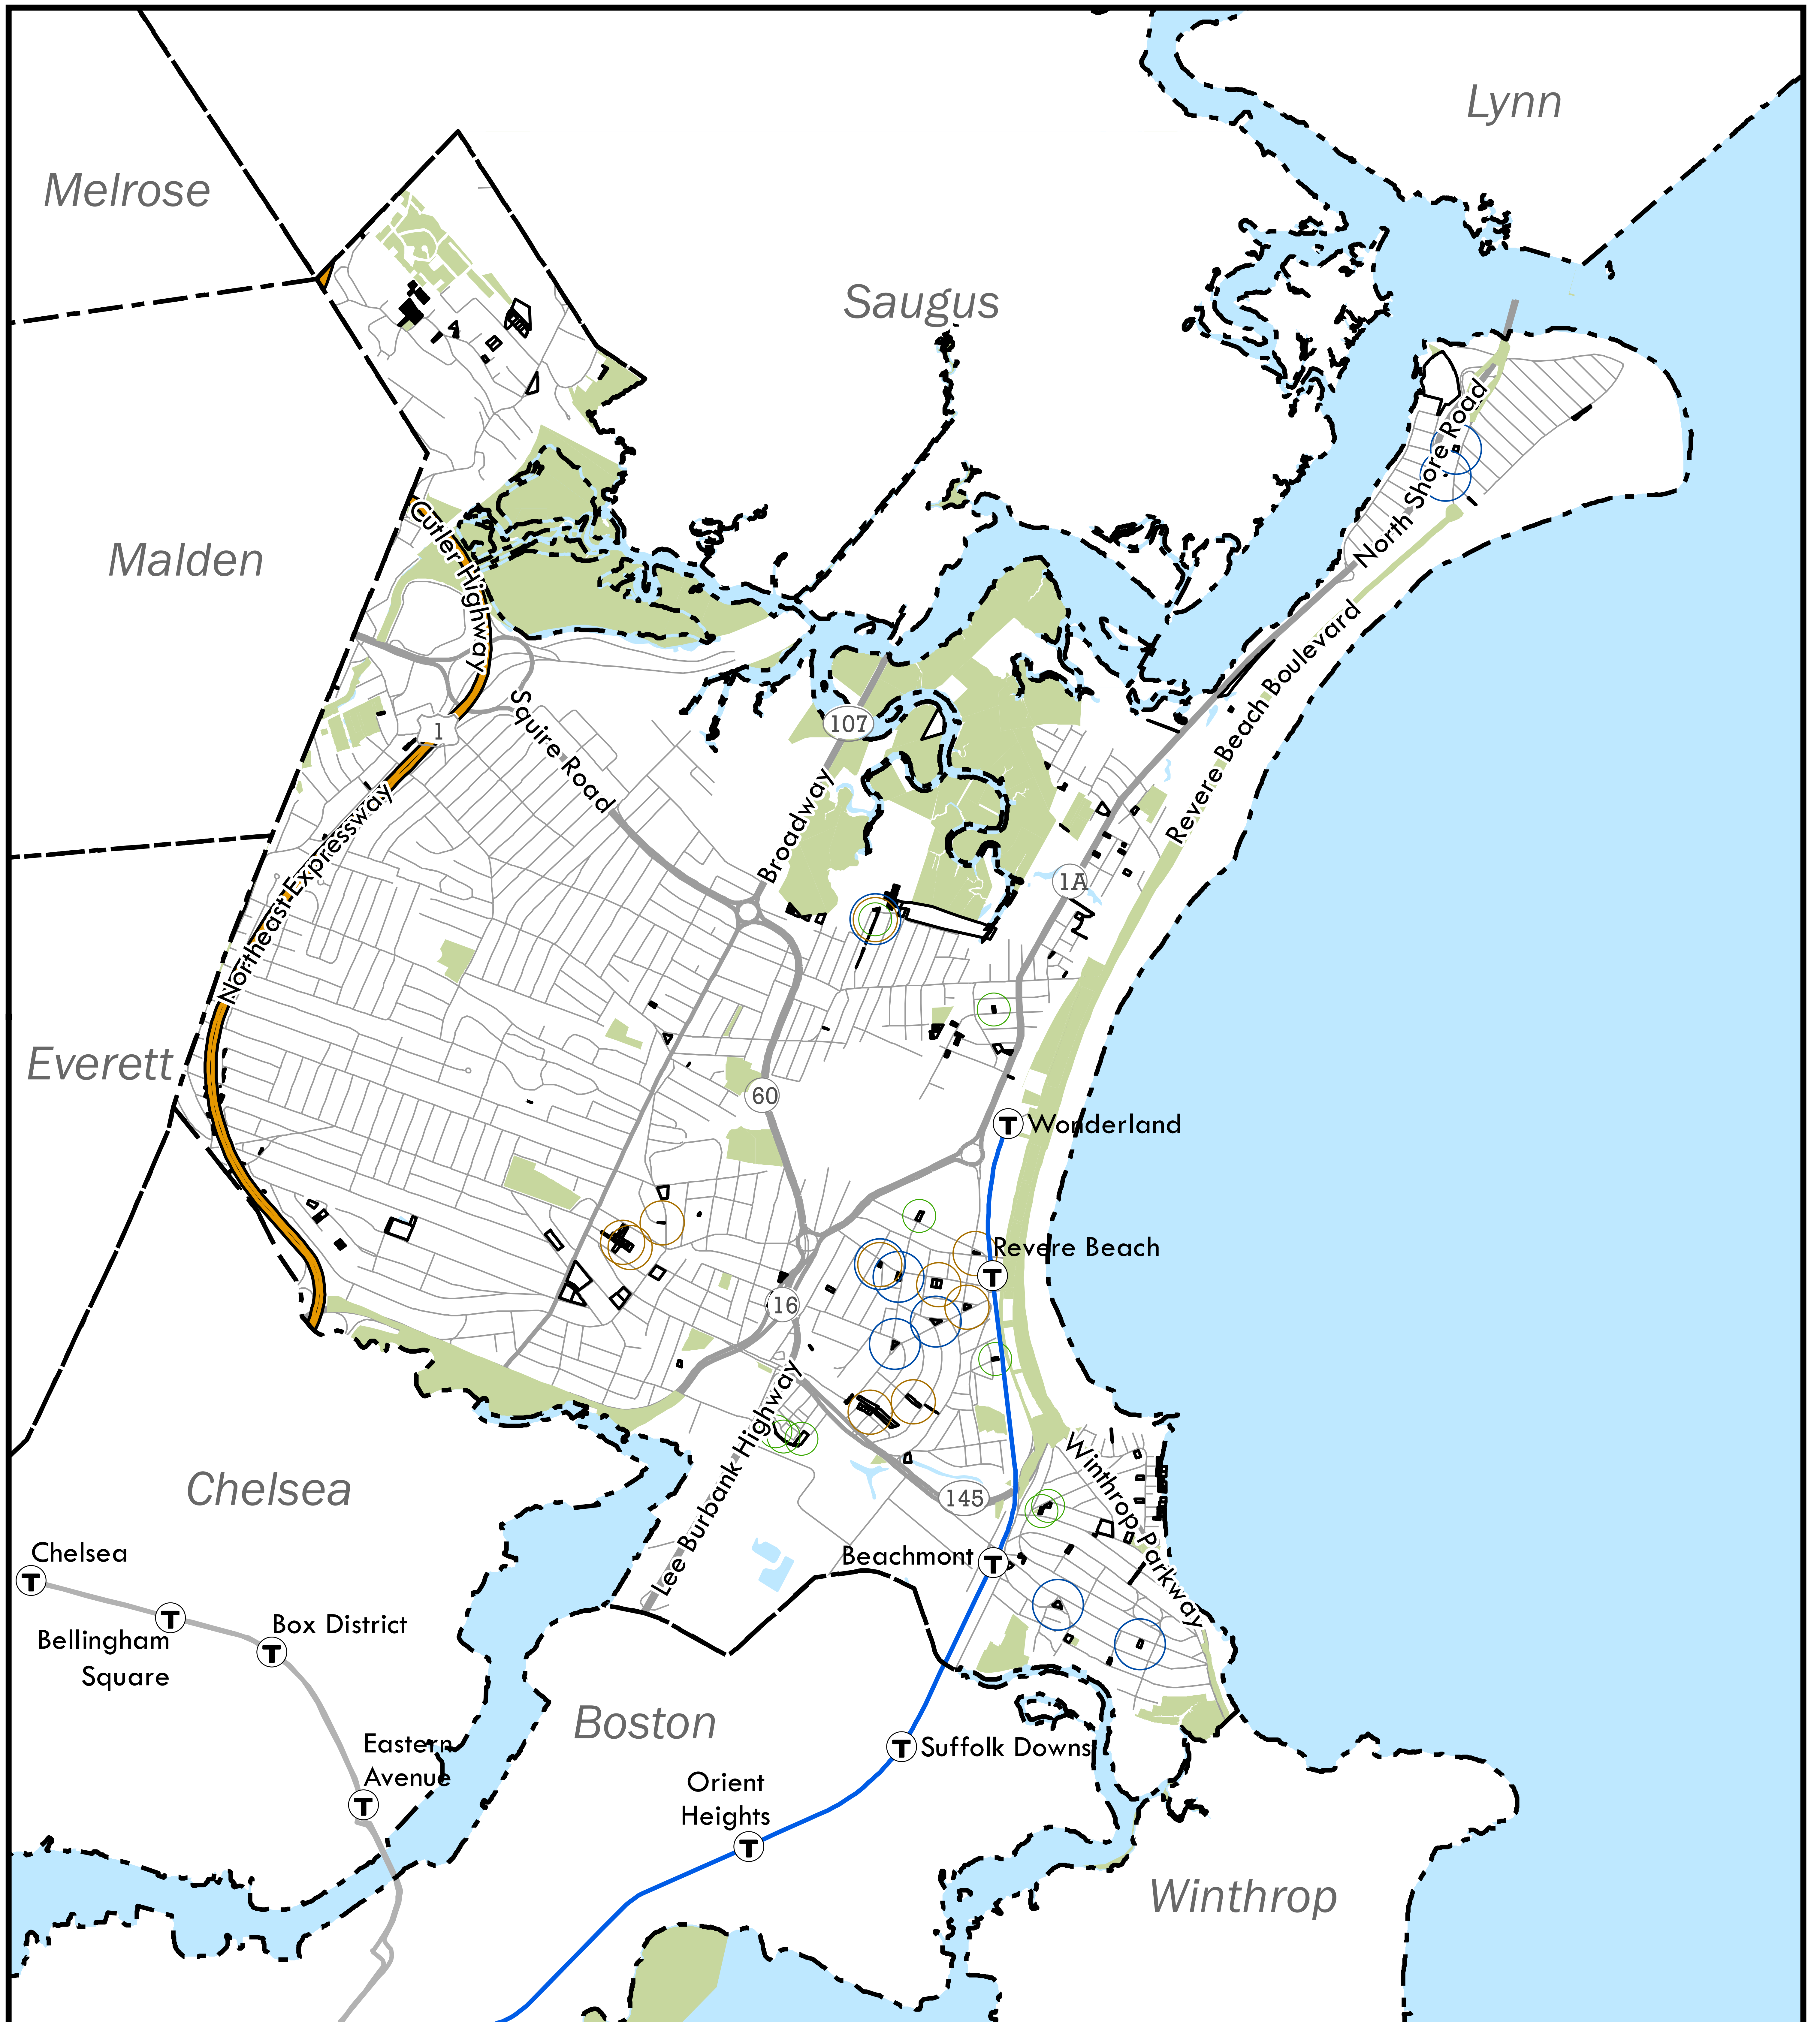 Lynn
Melrose
Saugus
Malden
North Shore Road
Cutler Highway
Revere Beach Boulevard
Squire Road
1
107
Broadway
Northeast Expressway
1A
Everett
60
T Wonderland
Revere Beach
T
16
Lee Burbank Highway
Winthrop Parkway
Chelsea
145
Chelsea
T
Beachmont T
T
Bellingham
Square
Box District
T
Boston
Eastern
Avenue
T
T Suffolk Downs
Orient
Heights
T
Winthrop